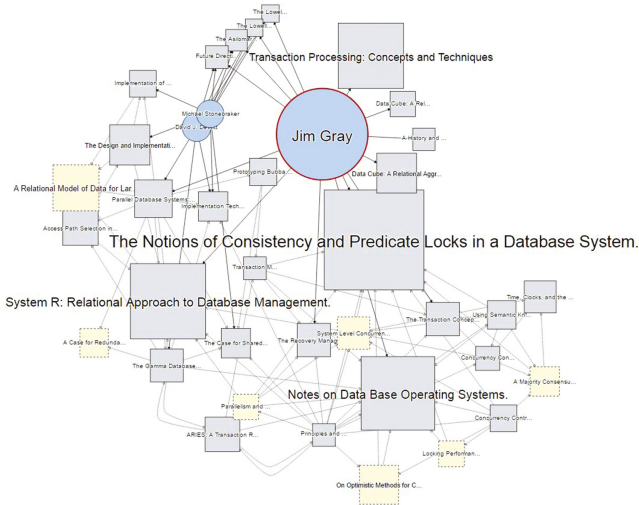 The Lowel...
The Lowel...
The Asilomar...
Future Direct...
Transaction Processing: Concepts and Techniques
Implementation of ...
Data Cube: A Rel...
Michael Stonebraker
David J. DeWitt
Jim Gray
A History and ...
The Design and Implementati...
Data Cube: A Relational Aggr...
Prototyping Bubba...
A Relational Model of Data for Lar...
Parallel Database Systems...
Implementation Tech...
Access Path Selection in...
The Notions of Consistency and Predicate Locks in a Database System.
Transaction M...
System R: Relational Approach to Database Management.
Time, Clocks, and the ...
Using Semantic Kn...
The Transaction Concep...
System Level Concurren...
A Case for Redunda...
The Case for Shared...
The Recovery Manag...
Concurrency Con...
The Gamma Database...
A Majority Consensu...
Notes on Data Base Operating Systems.
Parallelism and ...
Concurrency Contr...
ARIES: A Transaction R...
Principles and ...
Locking Performan...
On Optimistic Methods for C...